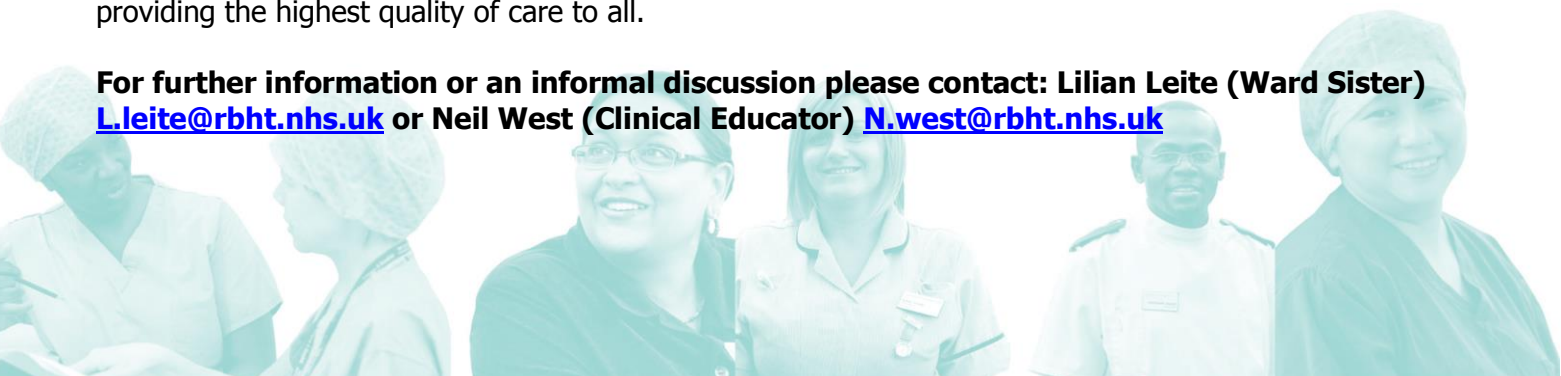 providing the highest quality of care to all.
For further information or an informal discussion please contact: Lilian Leite (Ward Sister)
L.leite@rbht.nhs.uk or Neil West (Clinical Educator) N.west@rbht.nhs.uk